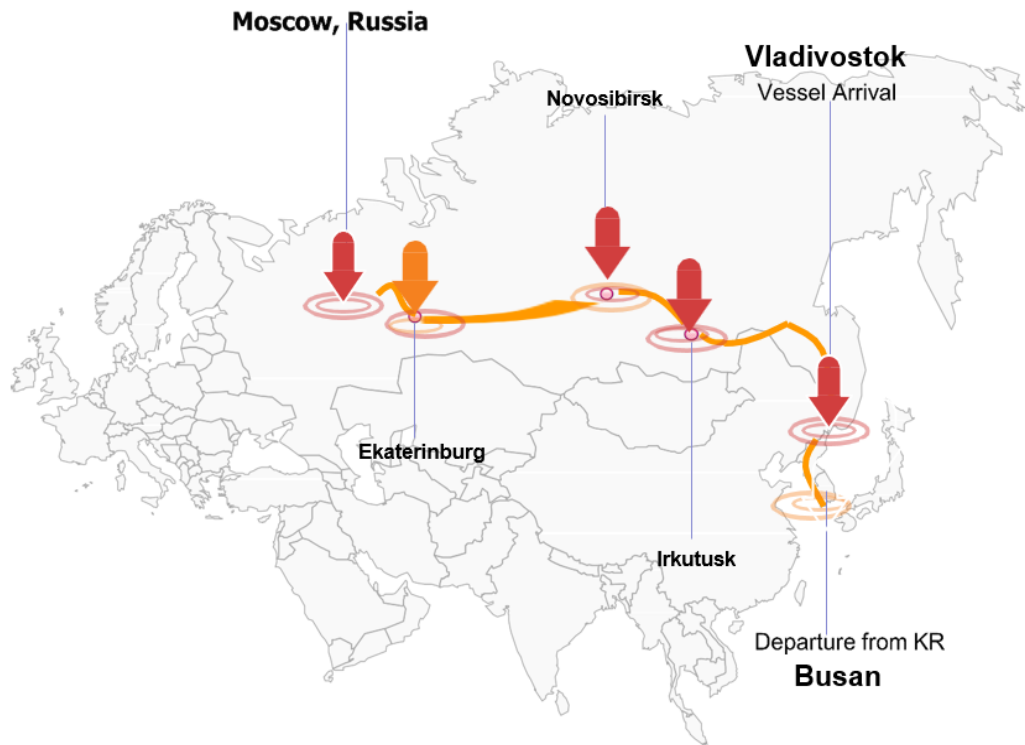 Moscow, Russia
Vladivostok
Vessel Arrival
Novosibirsk
Ekaterinburg
Irkutusk
Departure from KR
Busan